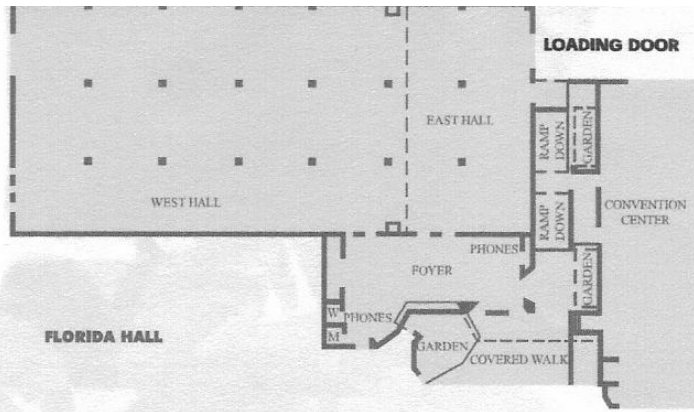 LOADING DOOR
EAST HALL
RAMP
DOWN
GARDEN
WEST HALL
CONVENTION
CENTER
RAMP
DOWN
PHONES
FOYER
GARDEN
W
PHONES
FLORIDA HALL
M
GARDEN
COVERED WALK